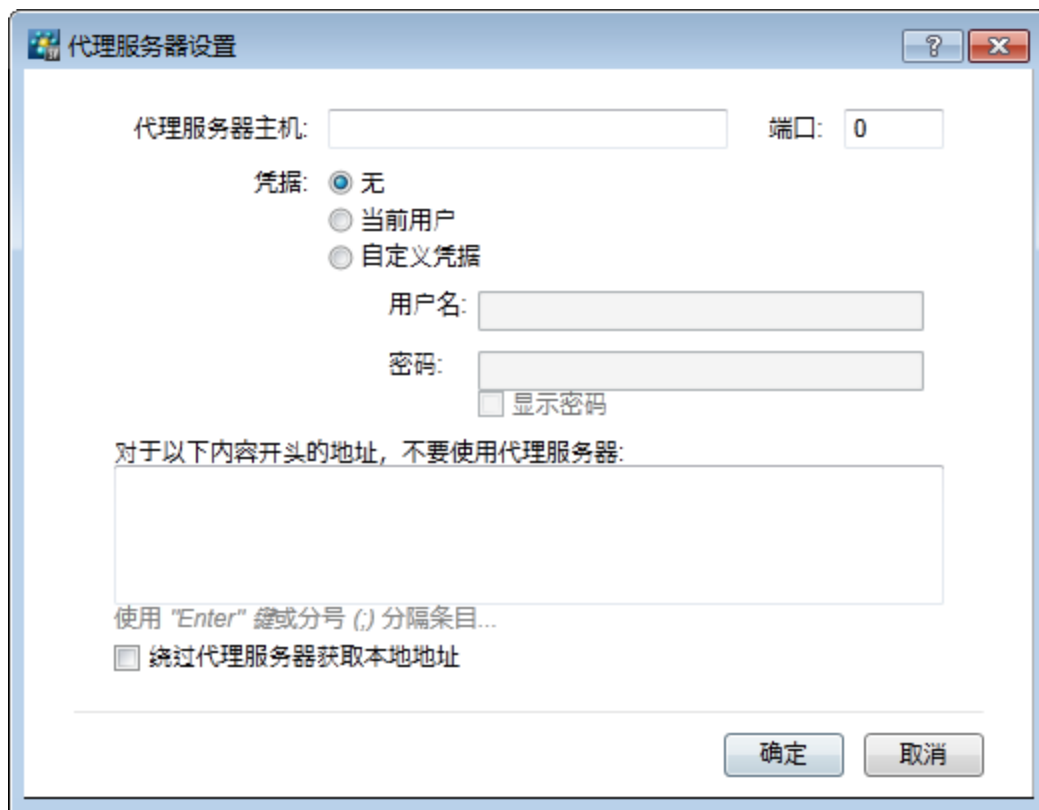 代理服务器设置
代理服务器主机: 端口: 0
凭据: 无
当前用户
自定义凭据
用户名:
密码:
显示密码
对于以下内容开头的地址，不要使用代理服务器:
使用 "Enter" 键或分号 (;) 分隔条目...
绕过代理服务器获取本地地址
确定 取消